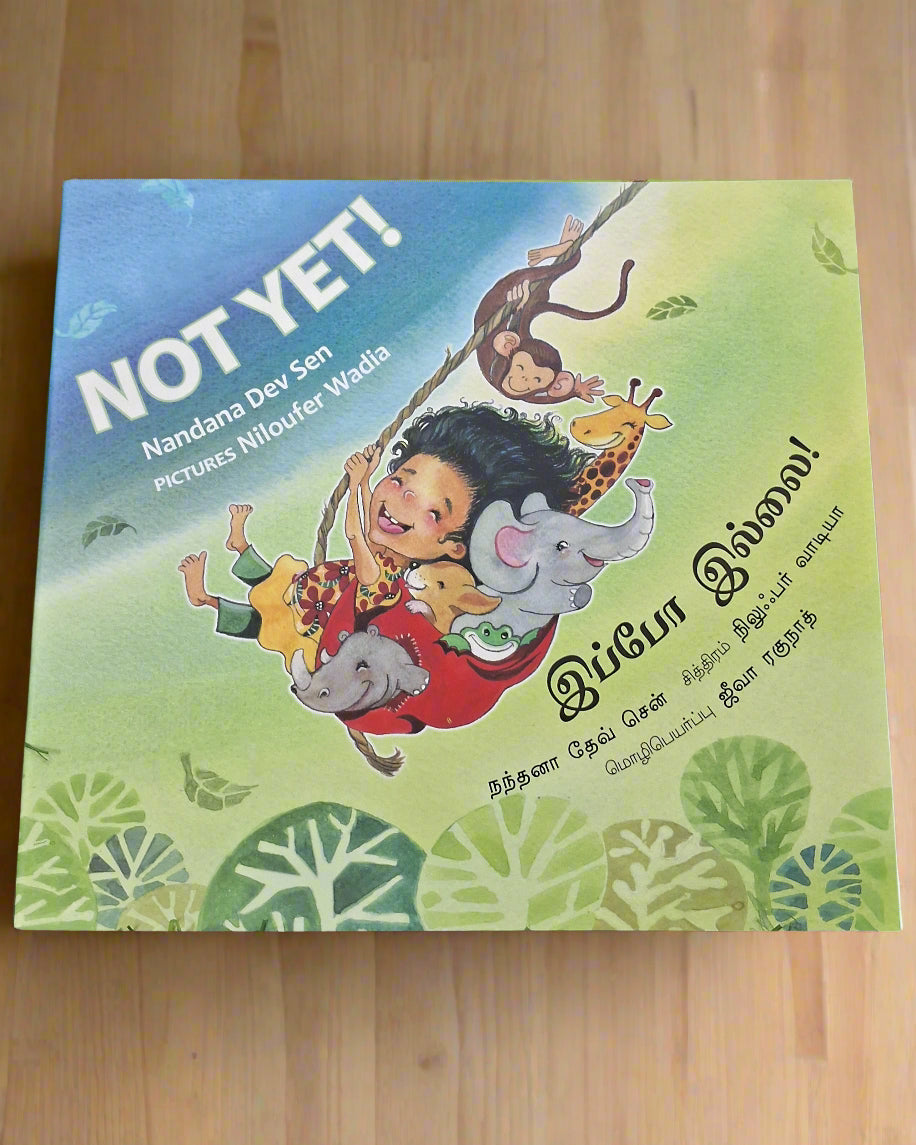 NOT YET!
Nandana Dev Sen
PICTURES Niloufer Wadia
இப்போ இல்லை!
நந்தனா தேவ் சென் சித்திரம் நிலுஃபர் வாடியா
மொழிபெயர்ப்பு ஜீவா ரகுநாத்